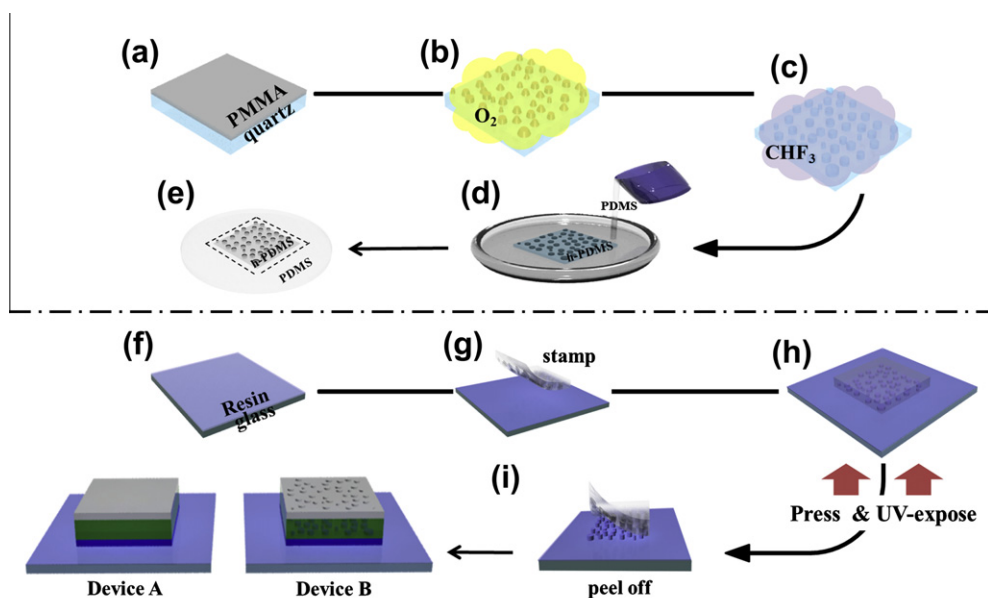 (a)
PMMA
quartz
(b)
O₂
(c)
CHF₃
(e)
h-PDMS
PDMS
(d)
PDMS
h-PDMS
(f)
Resin
glass
(g)
stamp
(h)
Press & UV-expose
(i)
peel off
Device A
Device B